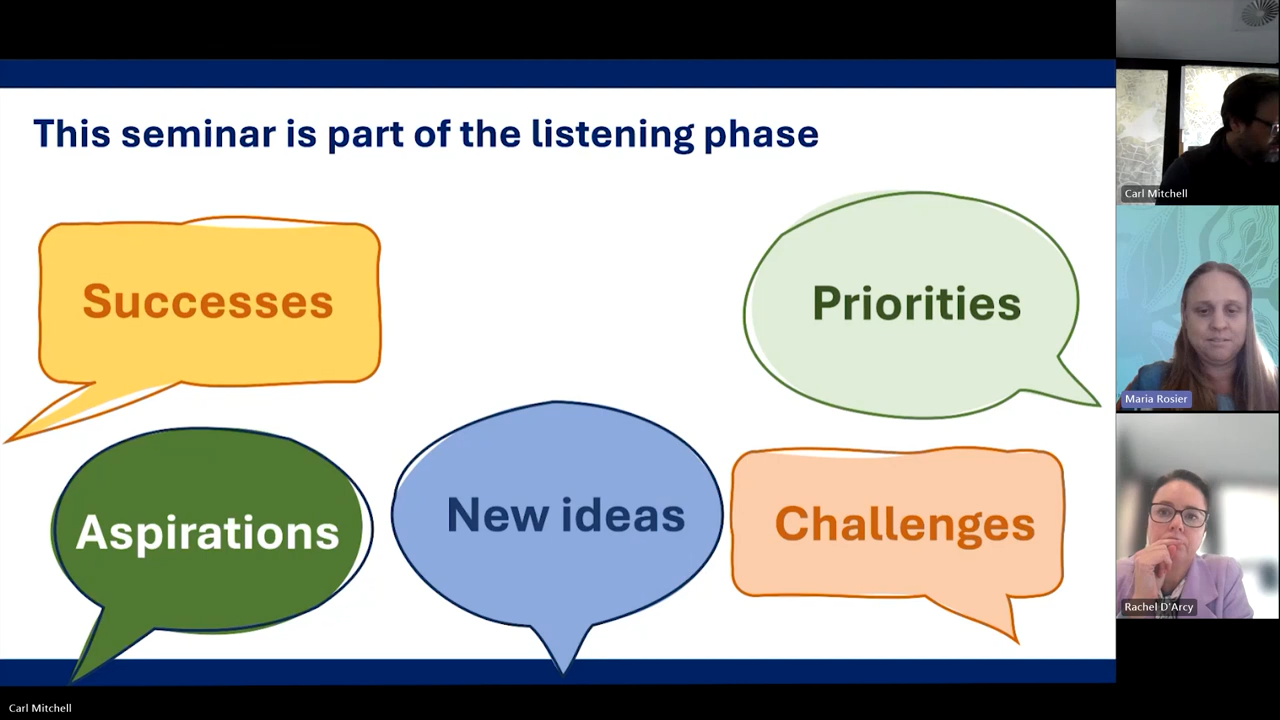 This seminar is part of the listening phase
Successes
Priorities
Aspirations
New ideas
Challenges
Carl Mitchell
Maria Rosier
Rachel D'Arcy
Carl Mitchell